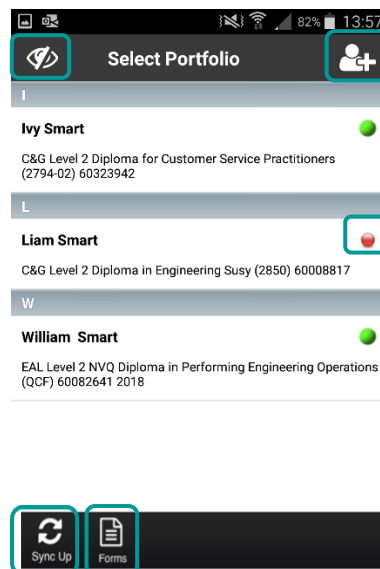 82% 13:57
Select Portfolio
I
Ivy Smart
C&G Level 2 Diploma for Customer Service Practitioners
(2794-02) 60323942
L
Liam Smart
C&G Level 2 Diploma in Engineering Susy (2850) 60008817
W
William  Smart
EAL Level 2 NVQ Diploma in Performing Engineering Operations
(QCF) 60082641 2018
Sync Up
Forms